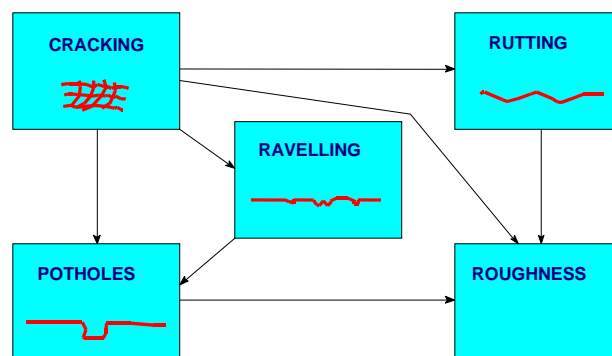 CRACKING
RUTTING
RAVELLING
POTHOLES
ROUGHNESS